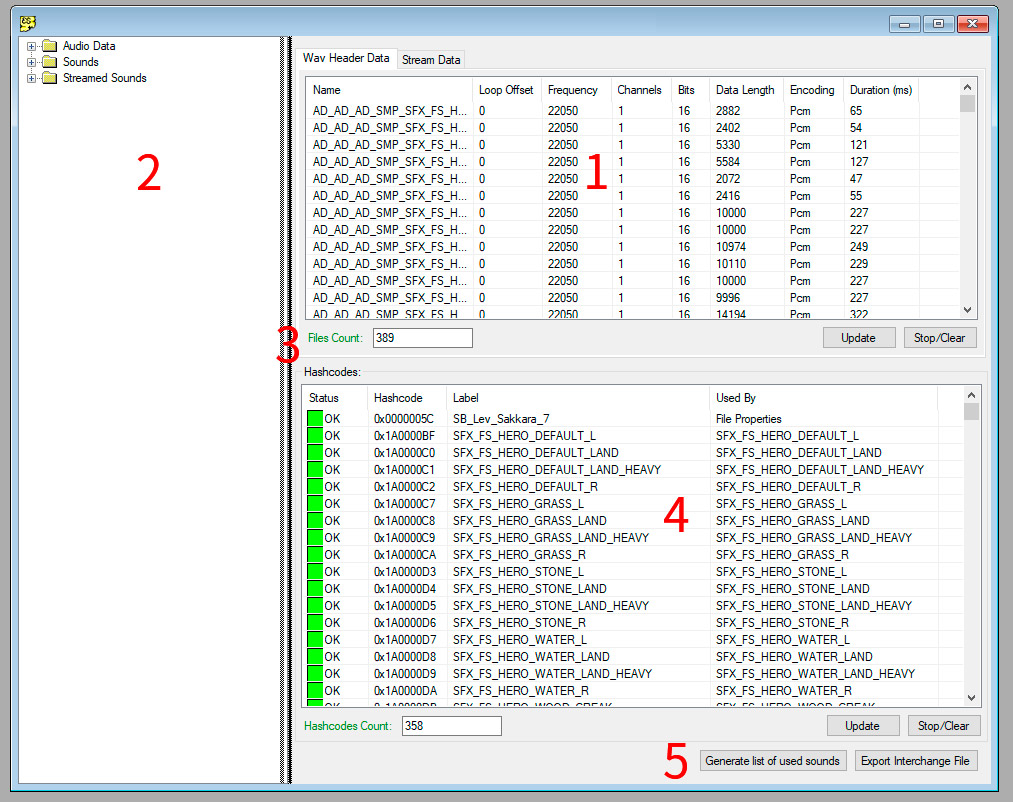 ES
Audio Data
Sounds
Streamed Sounds
2
Wav Header Data Stream Data
Name Loop Offset Frequency Channels Bits Data Length Encoding Duration (ms)
AD_AD_AD_SMP_SFX_FS_H... 0 22050 1 16 2882 Pcm 65
AD_AD_AD_SMP_SFX_FS_H... 0 22050 1 16 2402 Pcm 54
AD_AD_AD_SMP_SFX_FS_H... 0 22050 1 16 5330 Pcm 121
AD_AD_AD_SMP_SFX_FS_H... 0 22050 1 16 5584 Pcm 127
1
AD_AD_AD_SMP_SFX_FS_H... 0 22050 1 16 2072 Pcm 47
AD_AD_AD_SMP_SFX_FS_H... 0 22050 1 16 2416 Pcm 55
AD_AD_AD_SMP_SFX_FS_H... 0 22050 1 16 10000 Pcm 227
AD_AD_AD_SMP_SFX_FS_H... 0 22050 1 16 10000 Pcm 227
AD_AD_AD_SMP_SFX_FS_H... 0 22050 1 16 10974 Pcm 249
AD_AD_AD_SMP_SFX_FS_H... 0 22050 1 16 10110 Pcm 229
AD_AD_AD_SMP_SFX_FS_H... 0 22050 1 16 10000 Pcm 227
AD_AD_AD_SMP_SFX_FS_H... 0 22050 1 16 9996 Pcm 227
AD_AD_AD_SMP_SFX_FS_H... 0 22050 1 16 14194 Pcm 322
3
Files Count: 389 Update Stop/Clear
Hashcodes:
Status Hashcode Label Used By
OK 0x0000005C SB_Lev_Sakkara_7 File Properties
OK 0x1A0000BF SFX_FS_HERO_DEFAULT_L SFX_FS_HERO_DEFAULT_L
OK 0x1A0000C0 SFX_FS_HERO_DEFAULT_LAND SFX_FS_HERO_DEFAULT_LAND
OK 0x1A0000C1 SFX_FS_HERO_DEFAULT_LAND_HEAVY SFX_FS_HERO_DEFAULT_LAND_HEAVY
OK 0x1A0000C2 SFX_FS_HERO_DEFAULT_R SFX_FS_HERO_DEFAULT_R
OK 0x1A0000C7 SFX_FS_HERO_GRASS_L SFX_FS_HERO_GRASS_L
4
OK 0x1A0000C8 SFX_FS_HERO_GRASS_LAND SFX_FS_HERO_GRASS_LAND
OK 0x1A0000C9 SFX_FS_HERO_GRASS_LAND_HEAVY SFX_FS_HERO_GRASS_LAND_HEAVY
OK 0x1A0000CA SFX_FS_HERO_GRASS_R SFX_FS_HERO_GRASS_R
OK 0x1A0000D3 SFX_FS_HERO_STONE_L SFX_FS_HERO_STONE_L
OK 0x1A0000D4 SFX_FS_HERO_STONE_LAND SFX_FS_HERO_STONE_LAND
OK 0x1A0000D5 SFX_FS_HERO_STONE_LAND_HEAVY SFX_FS_HERO_STONE_LAND_HEAVY
OK 0x1A0000D6 SFX_FS_HERO_STONE_R SFX_FS_HERO_STONE_R
OK 0x1A0000D7 SFX_FS_HERO_WATER_L SFX_FS_HERO_WATER_L
OK 0x1A0000D8 SFX_FS_HERO_WATER_LAND SFX_FS_HERO_WATER_LAND
OK 0x1A0000D9 SFX_FS_HERO_WATER_LAND_HEAVY SFX_FS_HERO_WATER_LAND_HEAVY
OK 0x1A0000DA SFX_FS_HERO_WATER_R SFX_FS_HERO_WATER_R
Hashcodes Count: 358 Update Stop/Clear
5
Generate list of used sounds Export Interchange File